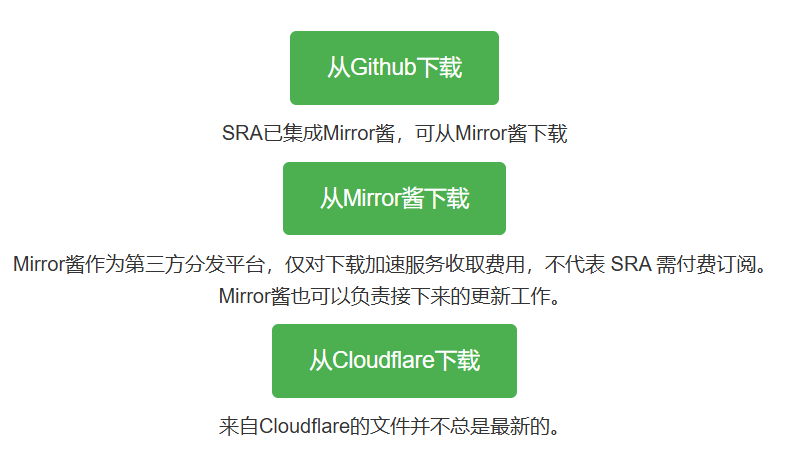 从Github下载
SRA已集成Mirror酱，可从Mirror酱下载
从Mirror酱下载
Mirror酱作为第三方分发平台，仅对下载加速服务收取费用，不代表 SRA 需付费订阅。
Mirror酱也可以负责接下来的更新工作。
从Cloudflare下载
来自Cloudflare的文件并不总是最新的。